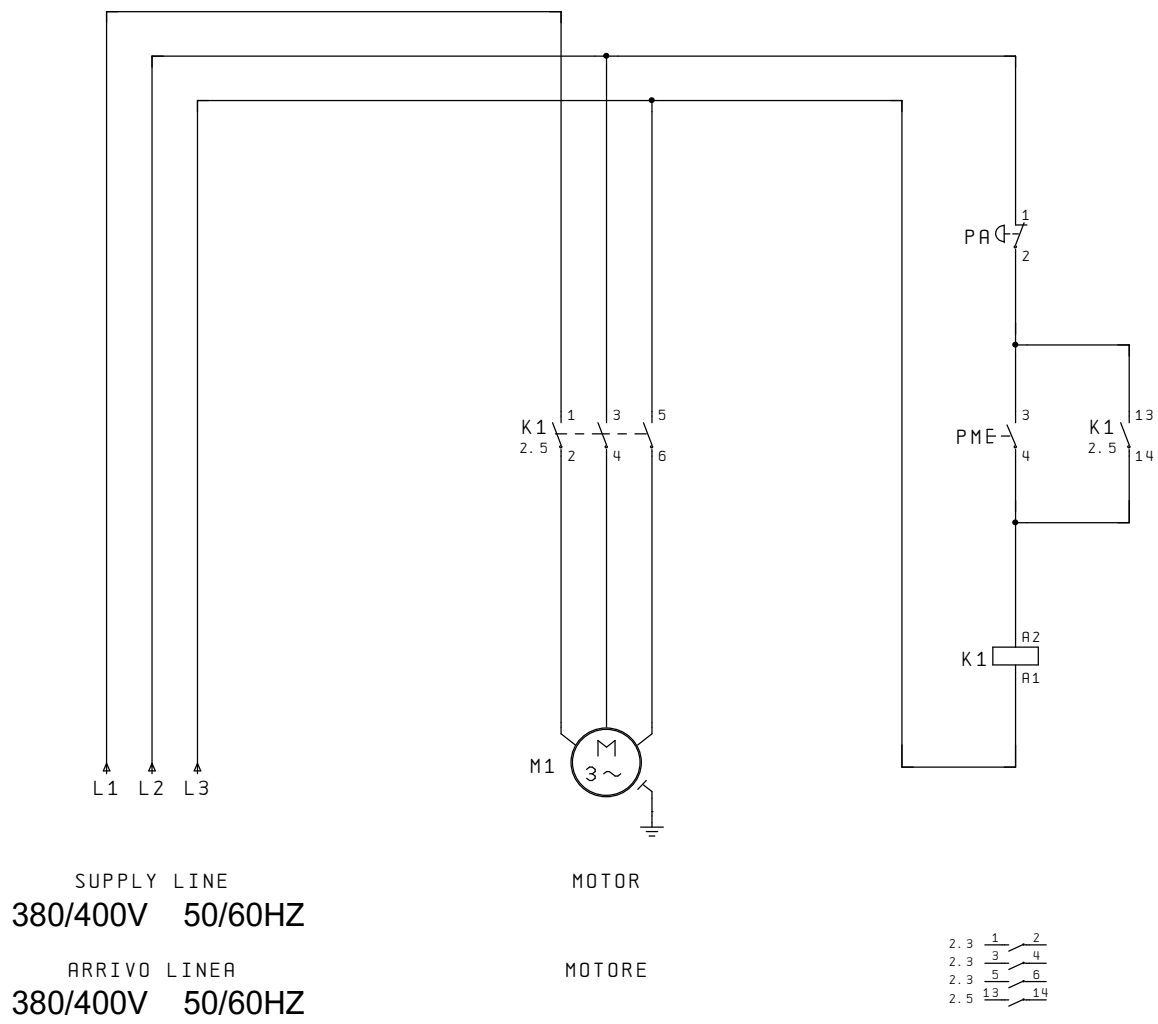 1
PA
2
1 3 5
K1
2.5
2 4 6
3 13
PME K1
2.5
4 14
A2
K1
A1
M
M1
3~
L1 L2 L3
SUPPLY LINE MOTOR
380/400V 50/60HZ
2.3 1 2
2.3 3 4
ARRIVO LINEA MOTORE
2.3 5 6
380/400V 50/60HZ
2.5 13 14